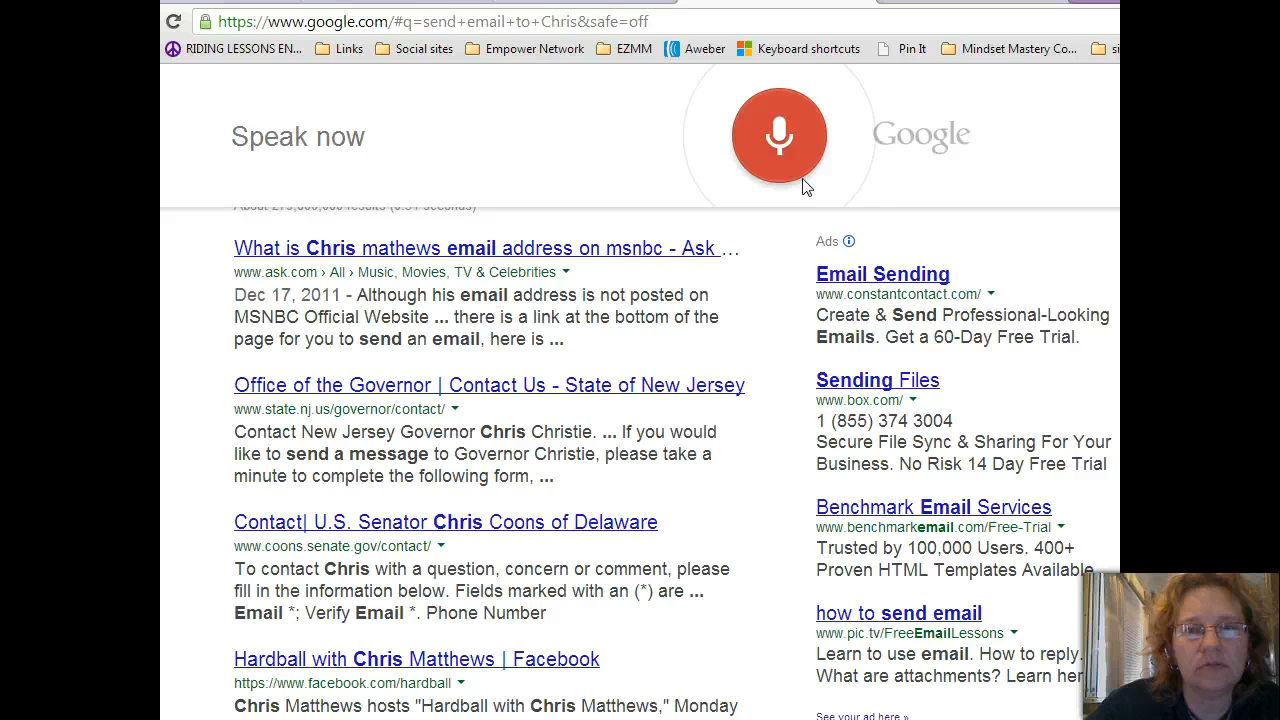 https://www.google.com/#q=send+email+to+Chris&safe=off
RIDING LESSONS EN... Links Social sites Empower Network EZMM Aweber Keyboard shortcuts Pin It Mindset Mastery Co... si
Speak now
Google
What is Chris mathews email address on msnbc - Ask ...
www.ask.com › All › Music, Movies, TV & Celebrities
Dec 17, 2011 - Although his email address is not posted on
MSNBC Official Website ... there is a link at the bottom of the
page for you to send an email, here is ...
Office of the Governor | Contact Us - State of New Jersey
www.state.nj.us/governor/contact/
Contact New Jersey Governor Chris Christie. ... If you would
like to send a message to Governor Christie, please take a
minute to complete the following form, ...
Contact| U.S. Senator Chris Coons of Delaware
www.coons.senate.gov/contact/
To contact Chris with a question, concern or comment, please
fill in the information below. Fields marked with an (*) are ...
Email *; Verify Email *. Phone Number
Hardball with Chris Matthews | Facebook
https://www.facebook.com/hardball
Chris Matthews hosts "Hardball with Chris Matthews," Monday
Ads
Email Sending
www.constantcontact.com/
Create & Send Professional-Looking
Emails. Get a 60-Day Free Trial.
Sending Files
www.box.com/
1 (855) 374 3004
Secure File Sync & Sharing For Your
Business. No Risk 14 Day Free Trial
Benchmark Email Services
www.benchmarkemail.com/Free-Trial
Trusted by 100,000 Users. 400+
Proven HTML Templates Available.
how to send email
www.pic.tv/FreeEmailLessons
Learn to use email. How to reply.
What are attachments? Learn her
See your ad here »